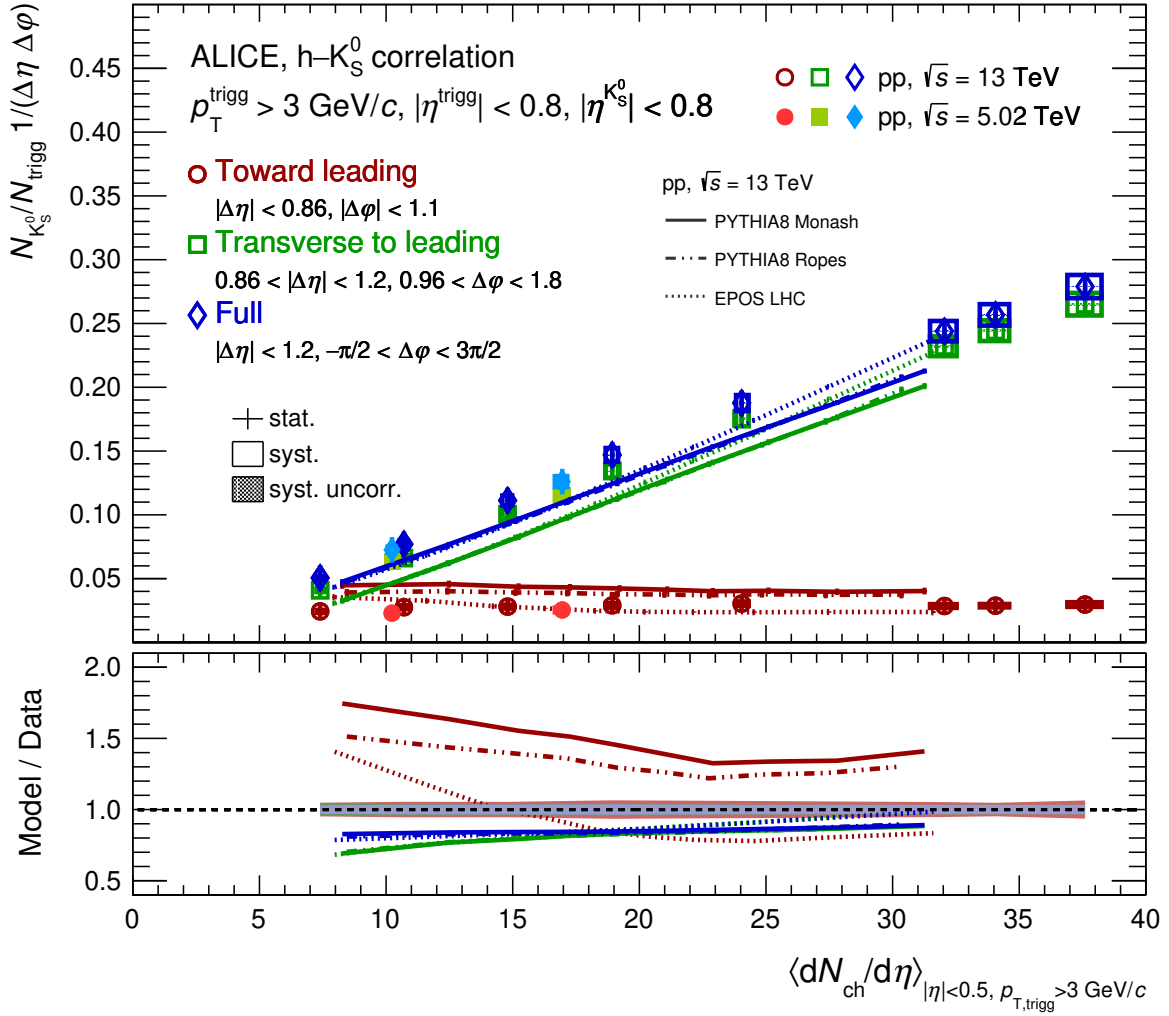 ALICE, h–K⁰_S correlation
p_T^trigg > 3 GeV/c, |η^trigg| < 0.8, |η^{K⁰_S}| < 0.8
pp, √s = 13 TeV
pp, √s = 5.02 TeV
Toward leading
|Δη| < 0.86, |Δφ| < 1.1
Transverse to leading
0.86 < |Δη| < 1.2, 0.96 < Δφ < 1.8
Full
|Δη| < 1.2, −π/2 < Δφ < 3π/2
pp, √s = 13 TeV
PYTHIA8 Monash
PYTHIA8 Ropes
EPOS LHC
stat.
syst.
syst. uncorr.
N_{K⁰_S}/N_trigg 1/(Δη Δφ)
0.45
0.40
0.35
0.30
0.25
0.20
0.15
0.10
0.05
Model / Data
2.0
1.5
1.0
0.5
0 5 10 15 20 25 30 35 40
⟨dN_ch/dη⟩_{|η|<0.5, p_{T,trigg}>3 GeV/c}